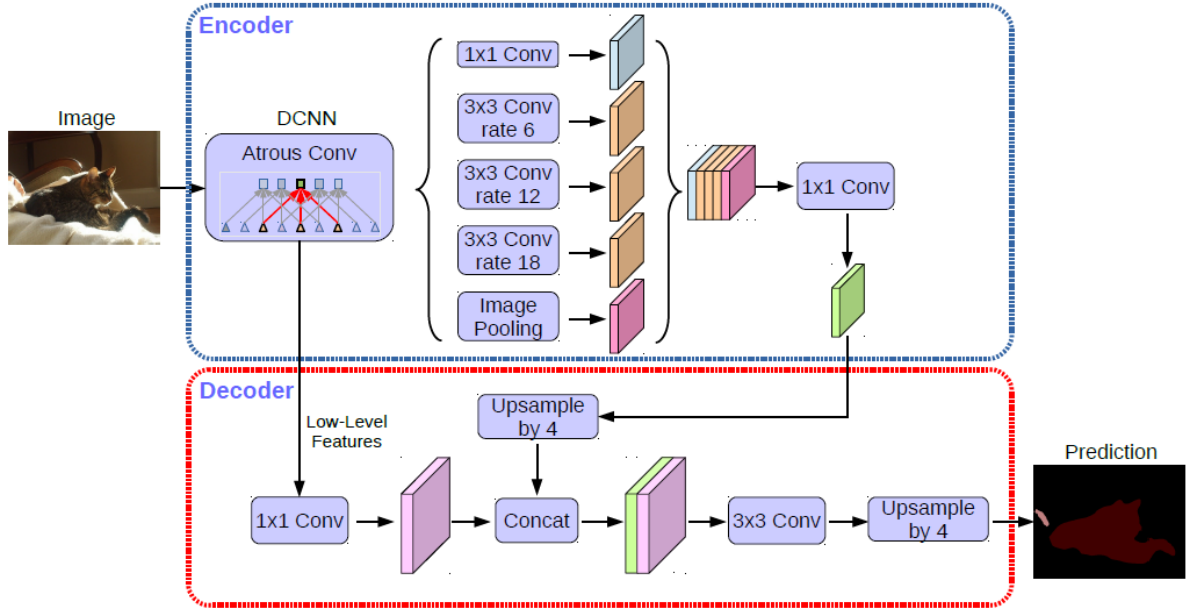 Encoder
Image
DCNN
Atrous Conv
1x1 Conv
3x3 Conv
rate 6
3x3 Conv
rate 12
3x3 Conv
rate 18
Image
Pooling
1x1 Conv
Decoder
Low-Level
Features
Upsample
by 4
1x1 Conv
Concat
3x3 Conv
Upsample
by 4
Prediction